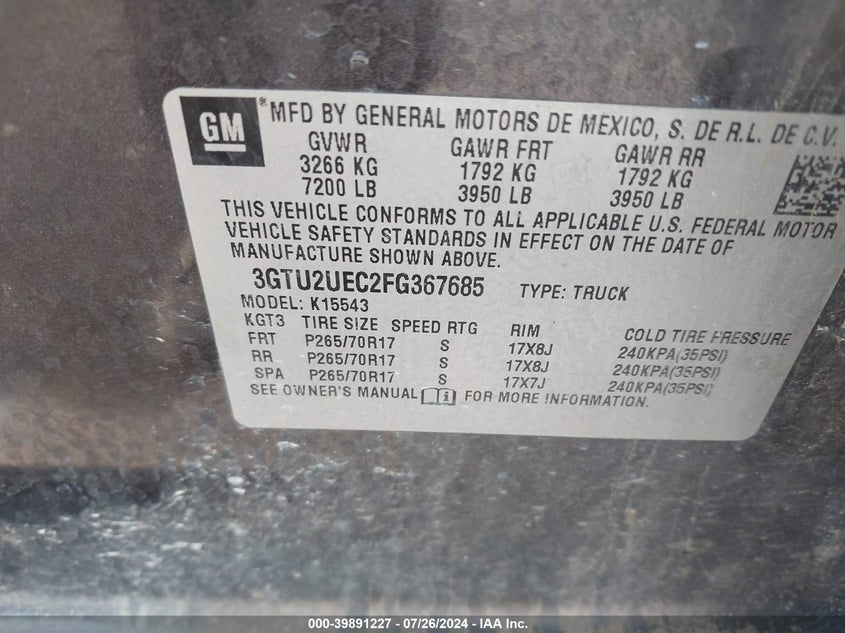 GM
® MFD BY GENERAL MOTORS DE MEXICO, S. DE R.L. DE C.V.
GVWR GAWR FRT GAWR RR
3266 KG 1792 KG 1792 KG
7200 LB 3950 LB 3950 LB
THIS VEHICLE CONFORMS TO ALL APPLICABLE U.S. FEDERAL MOTOR
VEHICLE SAFETY STANDARDS IN EFFECT ON THE DATE OF
MANUFACTURE SHOWN ABOVE.
3GTU2UEC2FG367685 TYPE: TRUCK
MODEL: K15543
KGT3 TIRE SIZE SPEED RTG RIM COLD TIRE PRESSURE
FRT P265/70R17 S 17X8J 240KPA(35PSI)
RR P265/70R17 S 17X8J 240KPA(35PSI)
SPA P265/70R17 S 17X7J 240KPA(35PSI)
SEE OWNER'S MANUAL i FOR MORE INFORMATION.
000-39891227 - 07/26/2024 - IAA Inc.